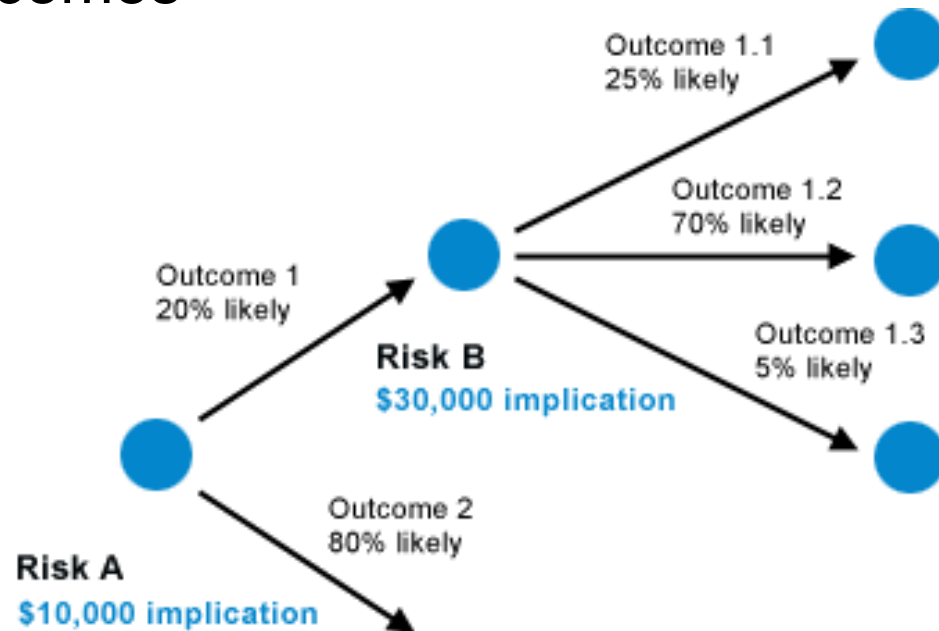 Outcome 1.1
25% likely
Outcome 1.2
70% likely
Outcome 1
20% likely
Outcome 1.3
5% likely
Risk B
$30,000 implication
Outcome 2
80% likely
Risk A
$10,000 implication